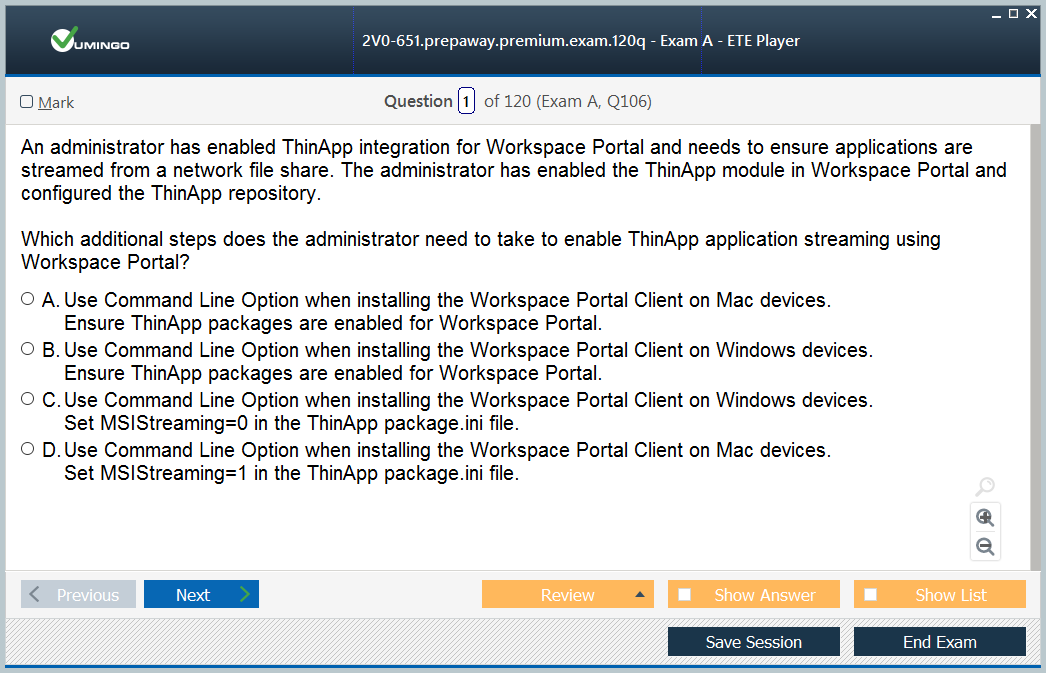 VUMINGO
2V0-651.prepaway.premium.exam.120q - Exam A - ETE Player
Mark
Question 1 of 120 (Exam A, Q106)
An administrator has enabled ThinApp integration for Workspace Portal and needs to ensure applications are
streamed from a network file share. The administrator has enabled the ThinApp module in Workspace Portal and
configured the ThinApp repository.
Which additional steps does the administrator need to take to enable ThinApp application streaming using
Workspace Portal?
A. Use Command Line Option when installing the Workspace Portal Client on Mac devices.
Ensure ThinApp packages are enabled for Workspace Portal.
B. Use Command Line Option when installing the Workspace Portal Client on Windows devices.
Ensure ThinApp packages are enabled for Workspace Portal.
C. Use Command Line Option when installing the Workspace Portal Client on Windows devices.
Set MSIStreaming=0 in the ThinApp package.ini file.
D. Use Command Line Option when installing the Workspace Portal Client on Mac devices.
Set MSIStreaming=1 in the ThinApp package.ini file.
Previous
Next
Review
Show Answer
Show List
Save Session
End Exam